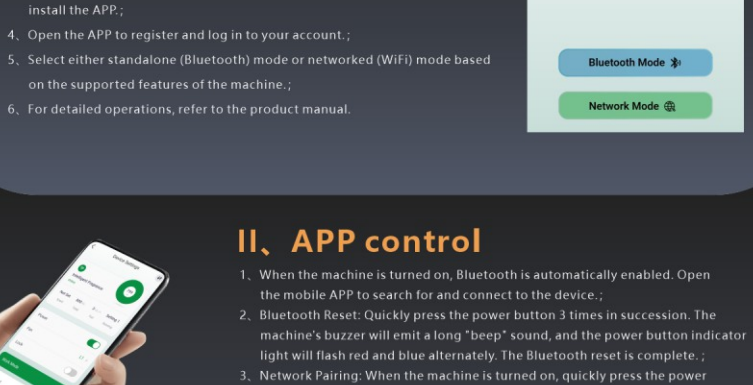 install the APP.;
4、Open the APP to register and log in to your account.;
5、Select either standalone (Bluetooth) mode or networked (WiFi) mode based
on the supported features of the machine.;
6、For detailed operations, refer to the product manual.
Bluetooth Mode
Network Mode
II、APP control
1、When the machine is turned on, Bluetooth is automatically enabled. Open
the mobile APP to search for and connect to the device.;
2、Bluetooth Reset: Quickly press the power button 3 times in succession. The
machine's buzzer will emit a long "beep" sound, and the power button indicator
light will flash red and blue alternately. The Bluetooth reset is complete. ;
3、Network Pairing: When the machine is turned on, quickly press the power
Device Settings
Power
Fan
Lock